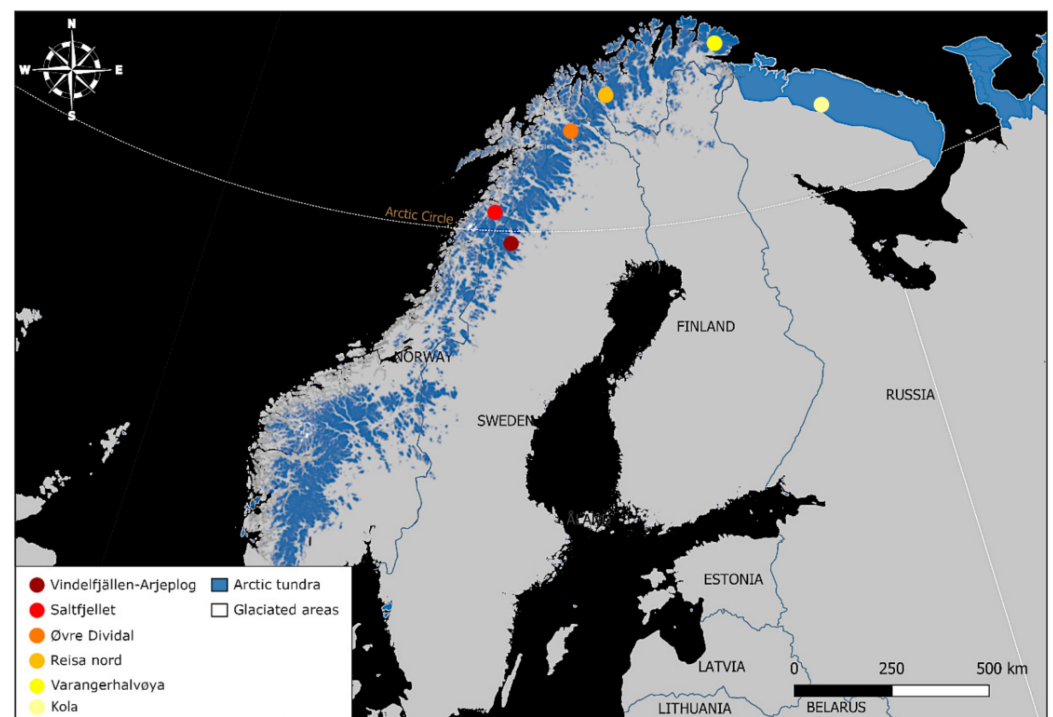 N
W
E
S
Arctic Circle
FINLAND
NORWAY
RUSSIA
SWEDEN
ÅLAND
ESTONIA
LATVIA
LITHUANIA
BELARUS
Vindelfjällen-Arjeplog
Saltfjellet
Øvre Dividal
Reisa nord
Varangerhalvøya
Kola
Arctic tundra
Glaciated areas
0 250 500 km